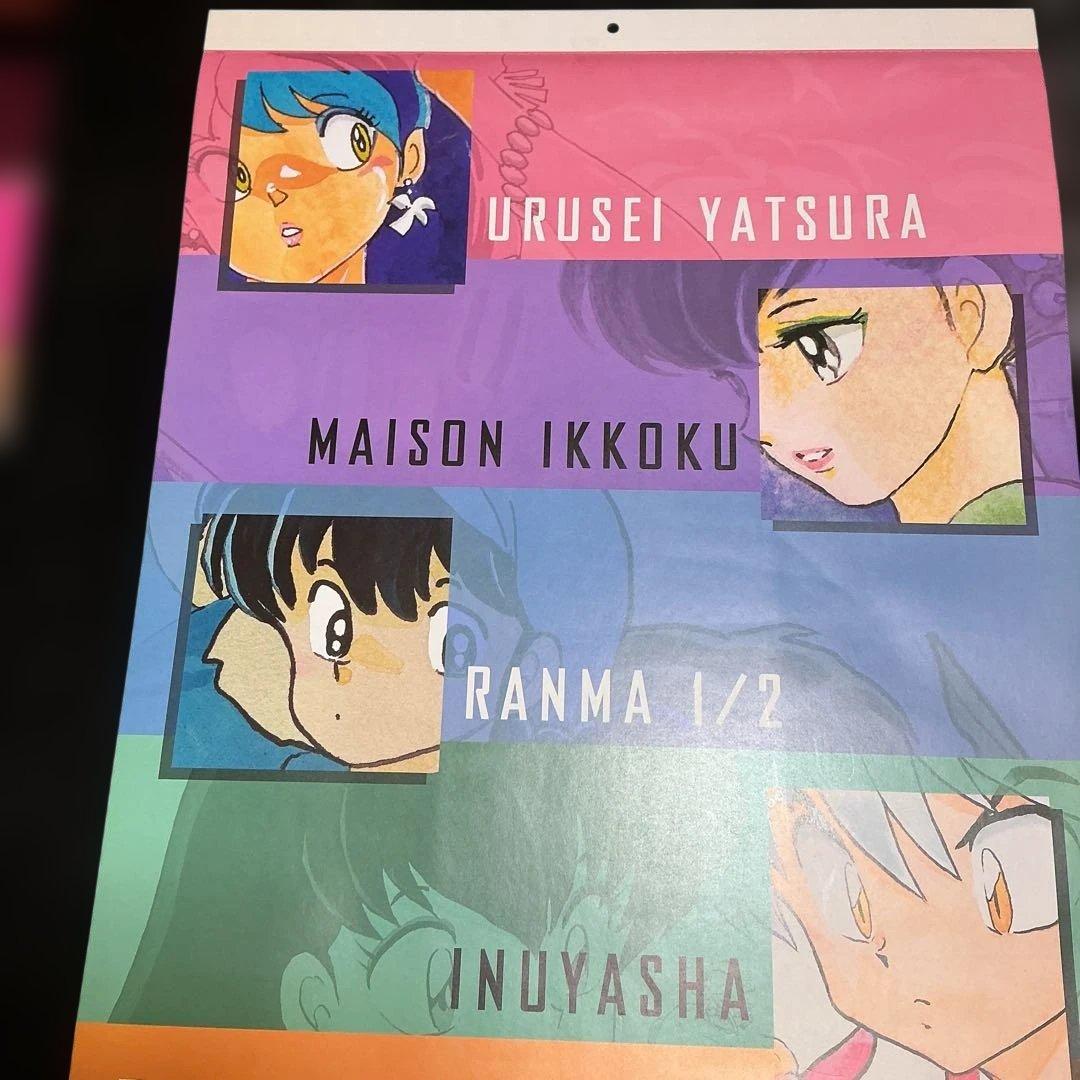 URUSEI YATSURA
MAISON IKKOKU
RANMA 1/2
INUYASHA